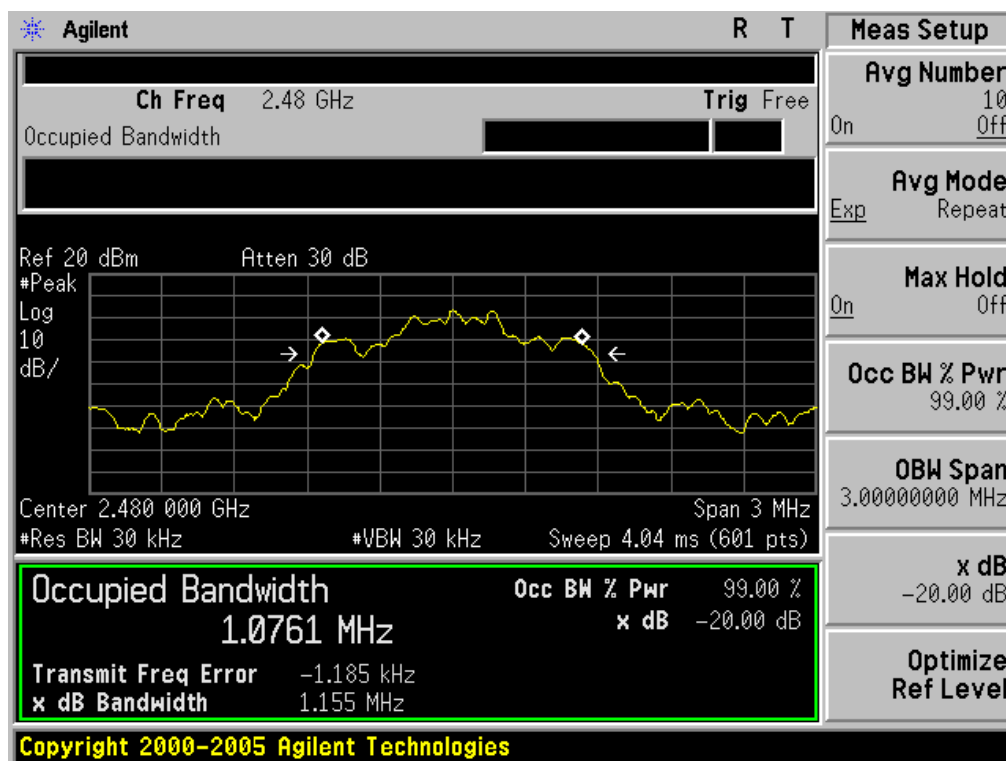 Agilent R T
Ch Freq 2.48 GHz Trig Free
Occupied Bandwidth
Ref 20 dBm Atten 30 dB
#Peak
Log
10
dB/
Center 2.480 000 GHz Span 3 MHz
#Res BW 30 kHz #VBW 30 kHz Sweep 4.04 ms (601 pts)
Occupied Bandwidth
1.0761 MHz
Occ BW % Pwr 99.00 %
x dB -20.00 dB
Transmit Freq Error -1.185 kHz
x dB Bandwidth 1.155 MHz
Copyright 2000-2005 Agilent Technologies
Meas Setup
Avg Number
10
On Off
Avg Mode
Exp Repeat
Max Hold
On Off
Occ BW % Pwr
99.00 %
OBW Span
3.00000000 MHz
x dB
-20.00 dB
Optimize
Ref Level